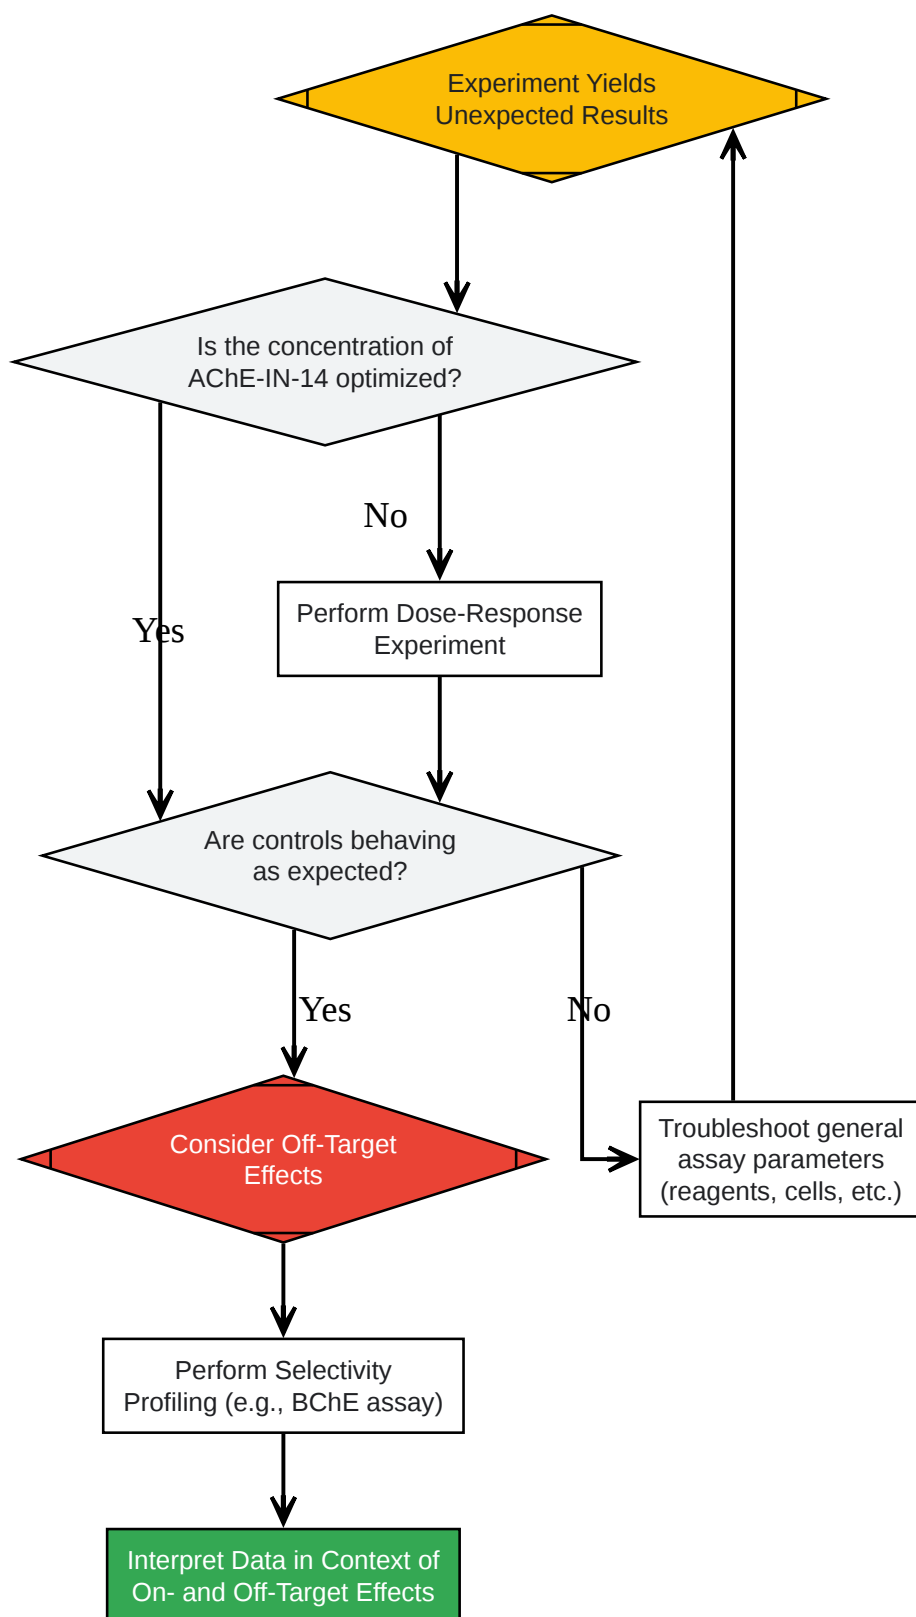 Experiment Yields
Unexpected Results
Is the concentration of
AChE-IN-14 optimized?
No
Yes
Perform Dose-Response
Experiment
Are controls behaving
as expected?
Yes
No
Consider Off-Target
Effects
Troubleshoot general
assay parameters
(reagents, cells, etc.)
Perform Selectivity
Profiling (e.g., BChE assay)
Interpret Data in Context of
On- and Off-Target Effects